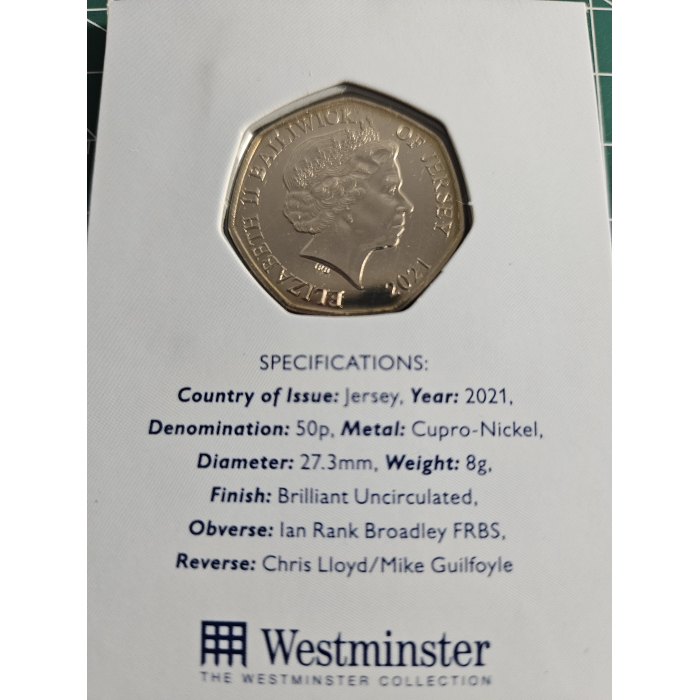 ELIZABETH II BAILIWICK OF JERSEY 2021
IRB
SPECIFICATIONS:
Country of Issue: Jersey, Year: 2021,
Denomination: 50p, Metal: Cupro-Nickel,
Diameter: 27.3mm, Weight: 8g,
Finish: Brilliant Uncirculated,
Obverse: Ian Rank Broadley FRBS,
Reverse: Chris Lloyd/Mike Guilfoyle
Westminster
THE WESTMINSTER COLLECTION